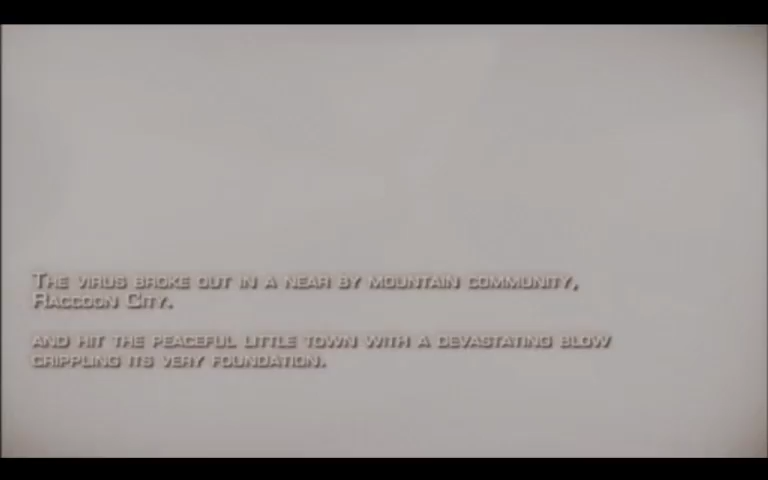 The virus broke out in a near by mountain community,
Raccoon City.
and hit the peaceful little town with a devastating blow
crippling its very foundation.